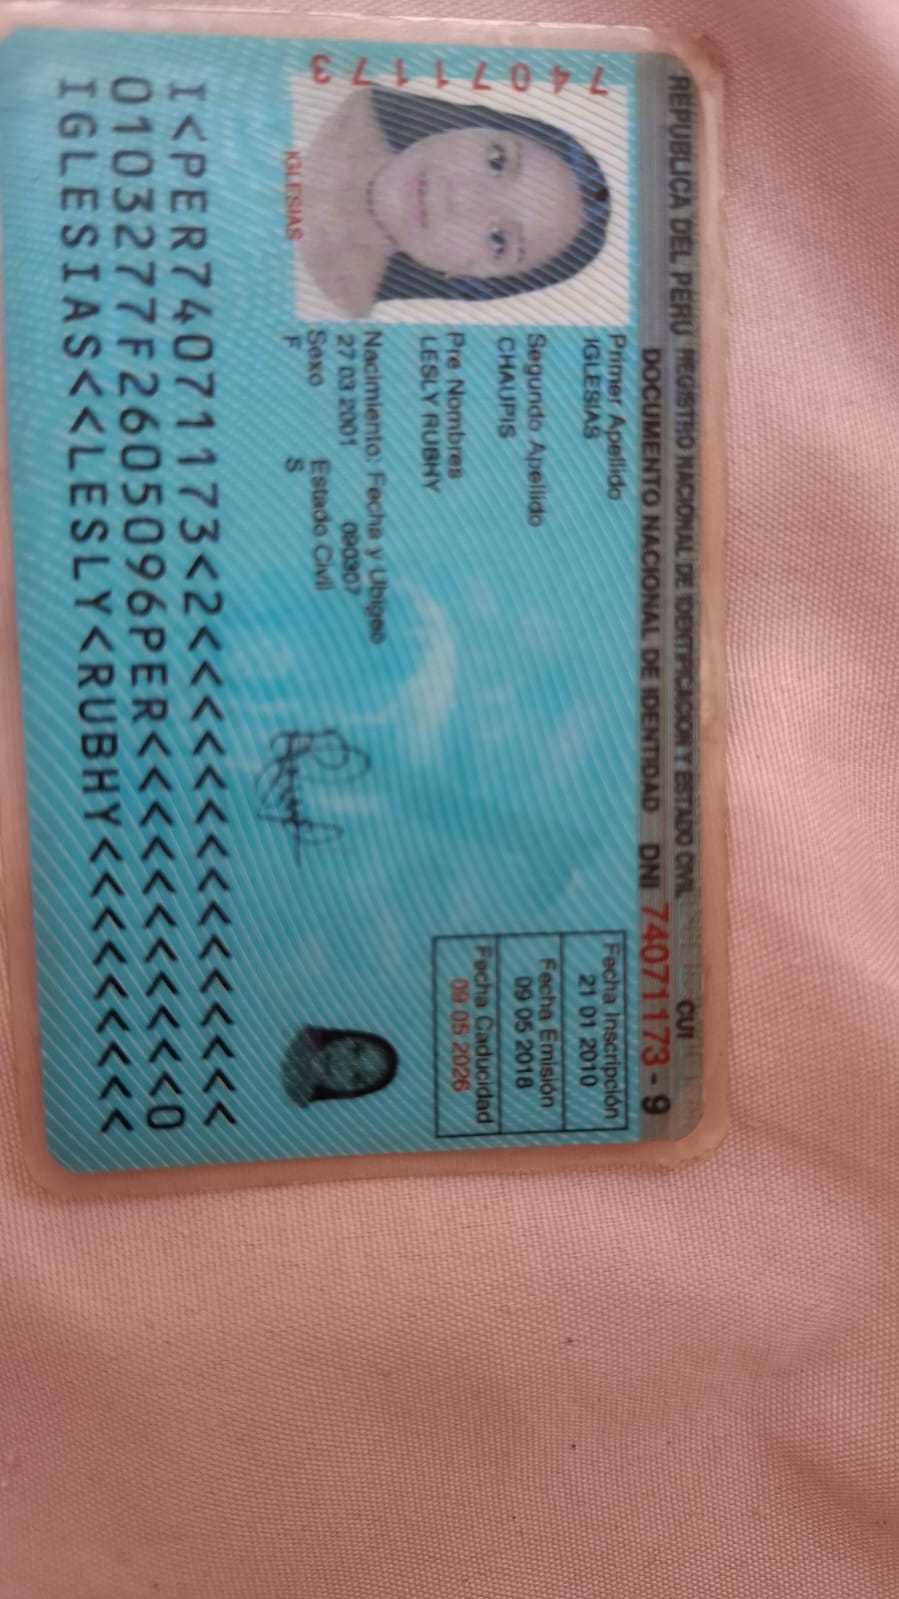 REPUBLICA DEL PERU REGISTRO NACIONAL DE IDENTIFICACION Y ESTADO CIVIL
CUI
DOCUMENTO NACIONAL DE IDENTIDAD DNI 74071173 - 9
74071173
IGLESIAS
Primer Apellido
IGLESIAS
Segundo Apellido
CHAUPIS
Pre Nombres
LESLY RUBHY
Nacimiento: Fecha y Ubigeo
27 03 2001 090307
Sexo Estado Civil
F S
Fecha Inscripción
21 01 2010
Fecha Emisión
09 05 2018
Fecha Caducidad
09 05 2026
I<PER74071173<2<<<<<<<<<<<<<<<
0103277F2605096PER<<<<<<<<<<<0
IGLESIAS<<LESLY<RUBHY<<<<<<<<<